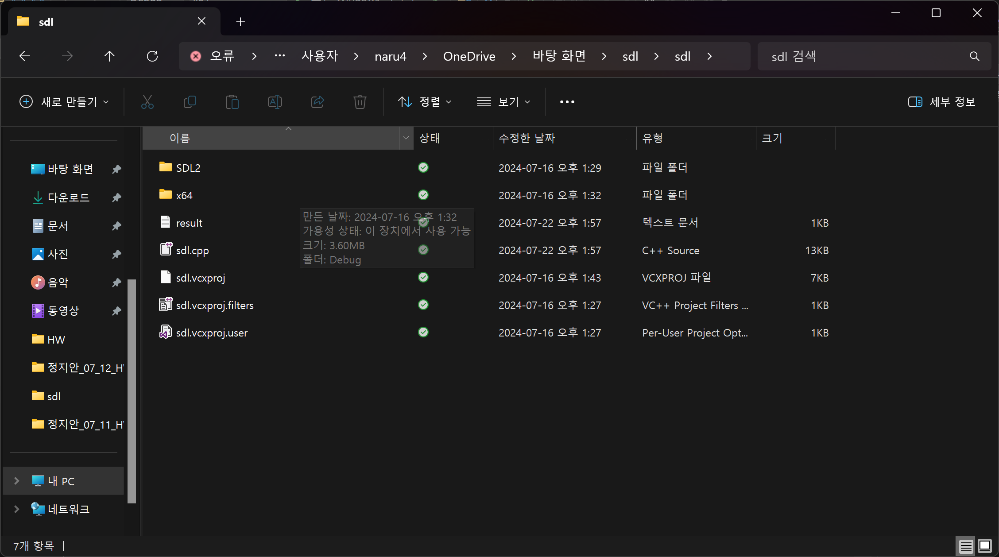 sdl
오류 > ... 사용자 > naru4 > OneDrive > 바탕 화면 > sdl > sdl >
sdl 검색
새로 만들기
정렬
보기
세부 정보
이름 상태 수정한 날짜 유형 크기
바탕 화면
다운로드
문서
사진
음악
동영상
HW
정지안_07_12_H
sdl
정지안_07_11_H
내 PC
네트워크
SDL2 2024-07-16 오후 1:29 파일 폴더
x64 2024-07-16 오후 1:32 파일 폴더
result 2024-07-22 오후 1:57 텍스트 문서 1KB
sdl.cpp 2024-07-22 오후 1:57 C++ Source 13KB
sdl.vcxproj 2024-07-16 오후 1:43 VCXPROJ 파일 7KB
sdl.vcxproj.filters 2024-07-16 오후 1:27 VC++ Project Filters ... 1KB
sdl.vcxproj.user 2024-07-16 오후 1:27 Per-User Project Opt... 1KB
만든 날짜: 2024-07-16 오후 1:32
가용성 상태: 이 장치에서 사용 가능
크기: 3.60MB
폴더: Debug
7개 항목